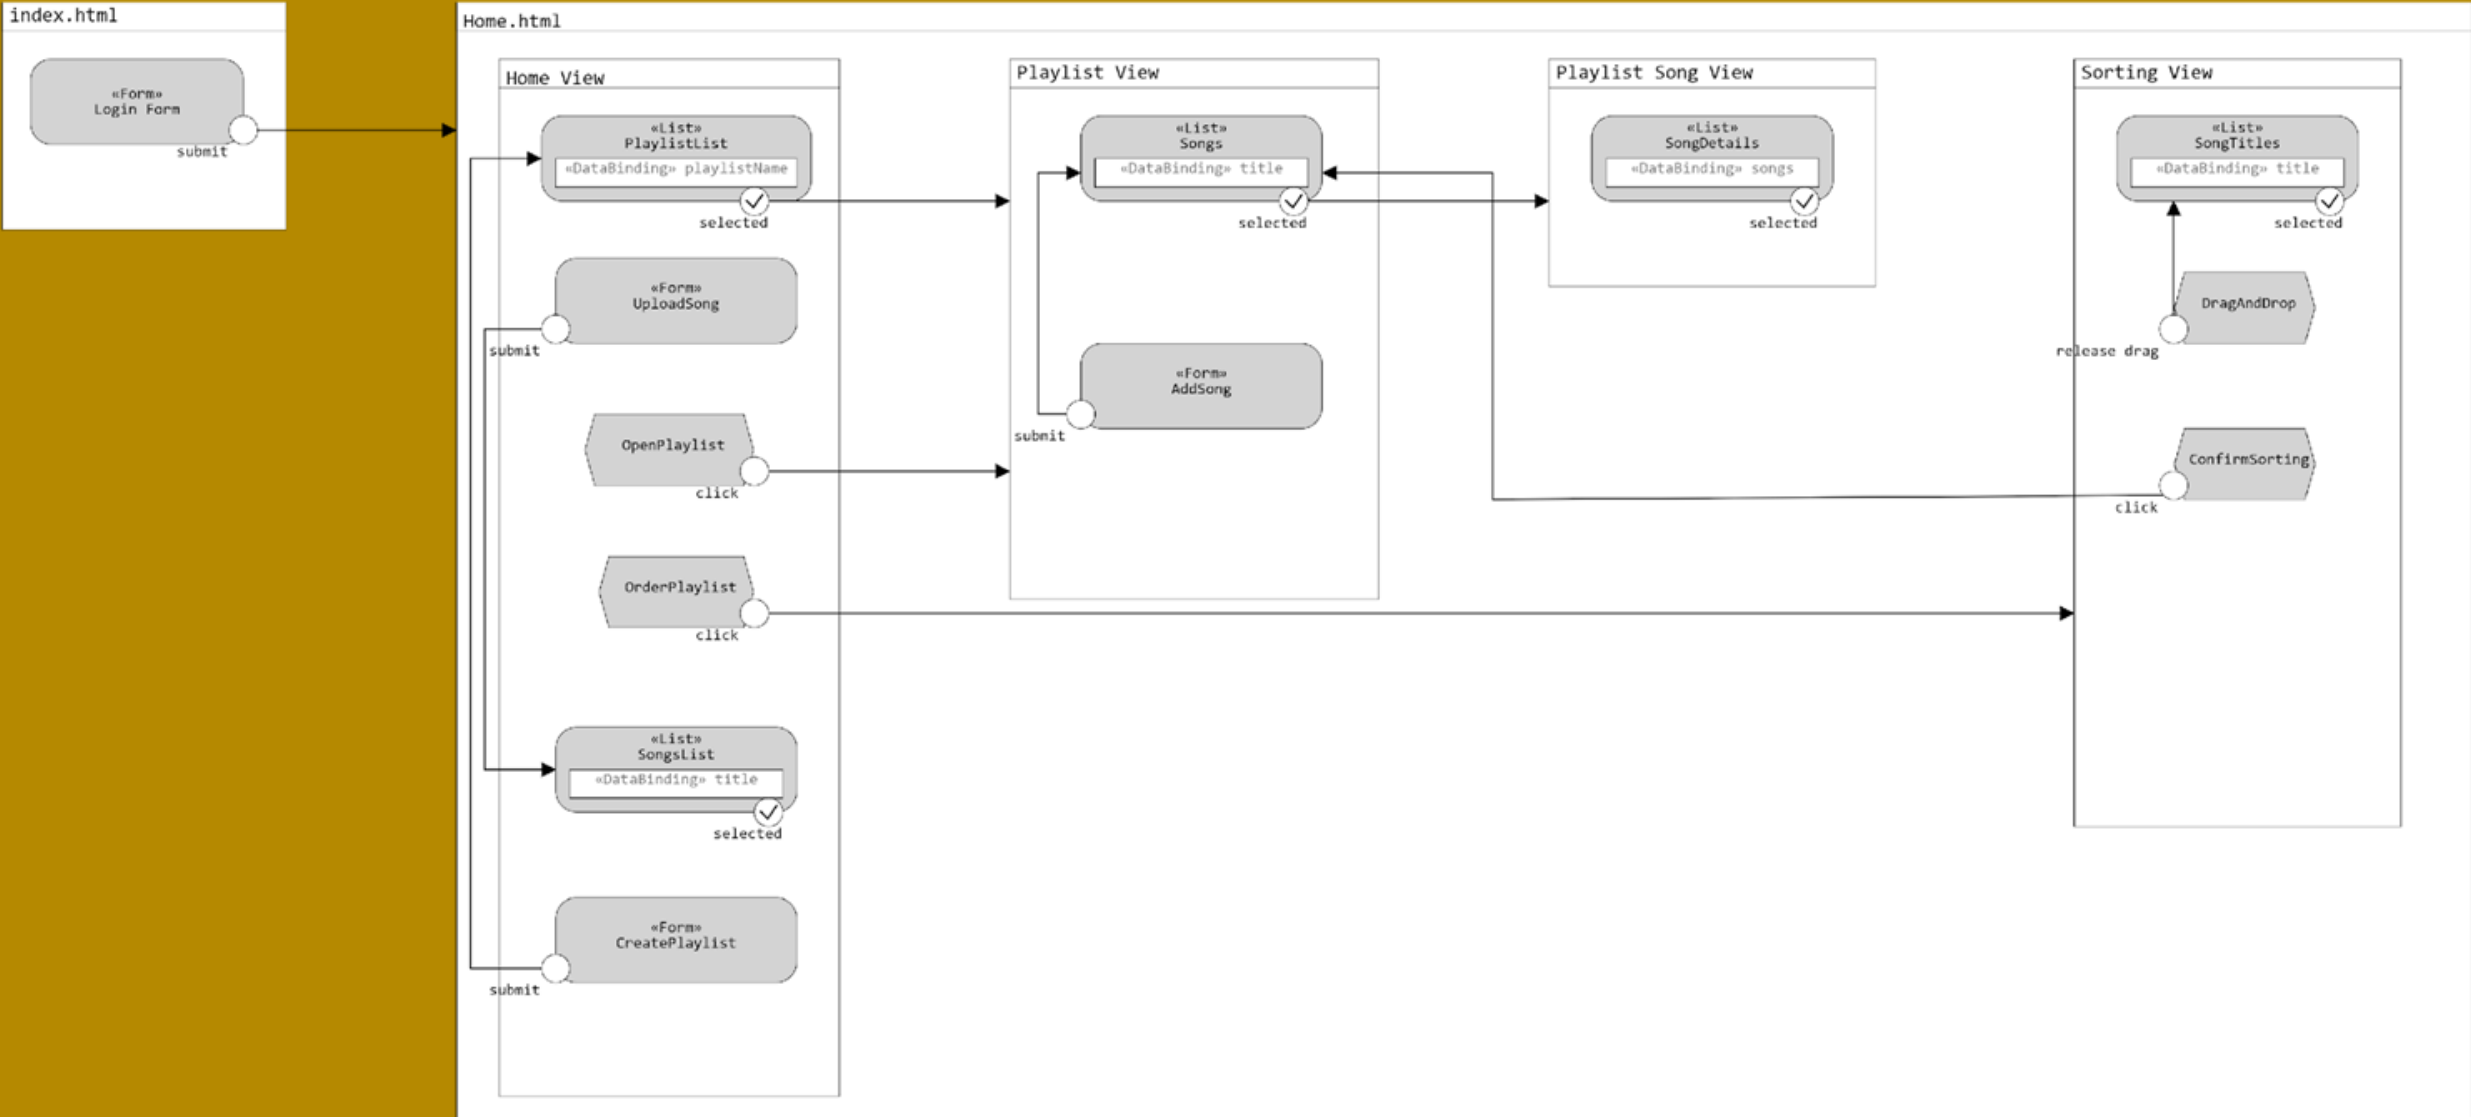 index.html
«Form»
Login Form
submit
Home.html
Home View
«List»
PlaylistList
«DataBinding» playlistName
selected
«Form»
UploadSong
submit
OpenPlaylist
click
OrderPlaylist
click
«List»
SongsList
«DataBinding» title
selected
«Form»
CreatePlaylist
submit
Playlist View
«List»
Songs
«DataBinding» title
selected
«Form»
AddSong
submit
Playlist Song View
«List»
SongDetails
«DataBinding» songs
selected
Sorting View
«List»
SongTitles
«DataBinding» title
selected
DragAndDrop
release drag
ConfirmSorting
click